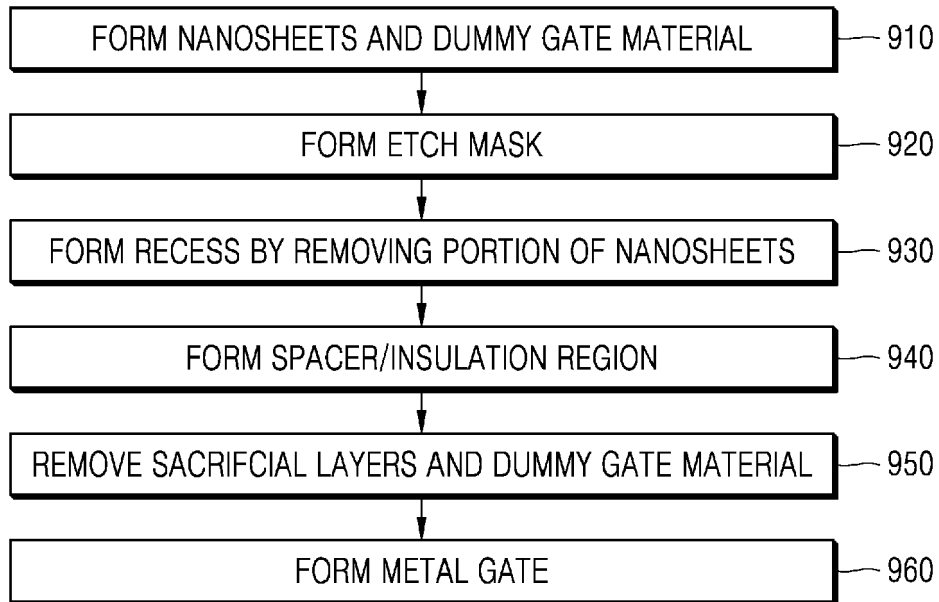 FORM NANOSHEETS AND DUMMY GATE MATERIAL 910
FORM ETCH MASK 920
FORM RECESS BY REMOVING PORTION OF NANOSHEETS 930
FORM SPACER/INSULATION REGION 940
REMOVE SACRIFCIAL LAYERS AND DUMMY GATE MATERIAL 950
FORM METAL GATE 960